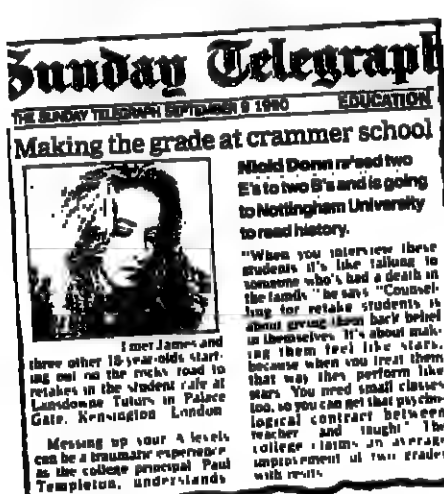 Sunday Telegraph
THE SUNDAY TELEGRAPH SEPTEMBER 9 1990 EDUCATION
Making the grade at crammer school
I met James and
three other 18-year-olds start-
ing out on the rocky road to
retakes in the student cafe at
Lansdowne Tutors in Palace
Gate, Kensington London
Messing up your A levels
can be a traumatic experience
as the college principal Paul
Templeton, understands
Nicki Donn raised two
E's to two B's and is going
to Nottingham University
to read history.
"When you interview these
students it's like talking to
someone who's had a death in
the family" he says "Counsel-
ling for retake students is
about giving them back belief
in themselves. It's about mak-
ing them feel like stars,
because when you treat them
that way they perform like
stars You need small classes
too, so you can get that psycho-
logical contract between
teacher and taught" The
college claims an average
improvement of two grades
with resits